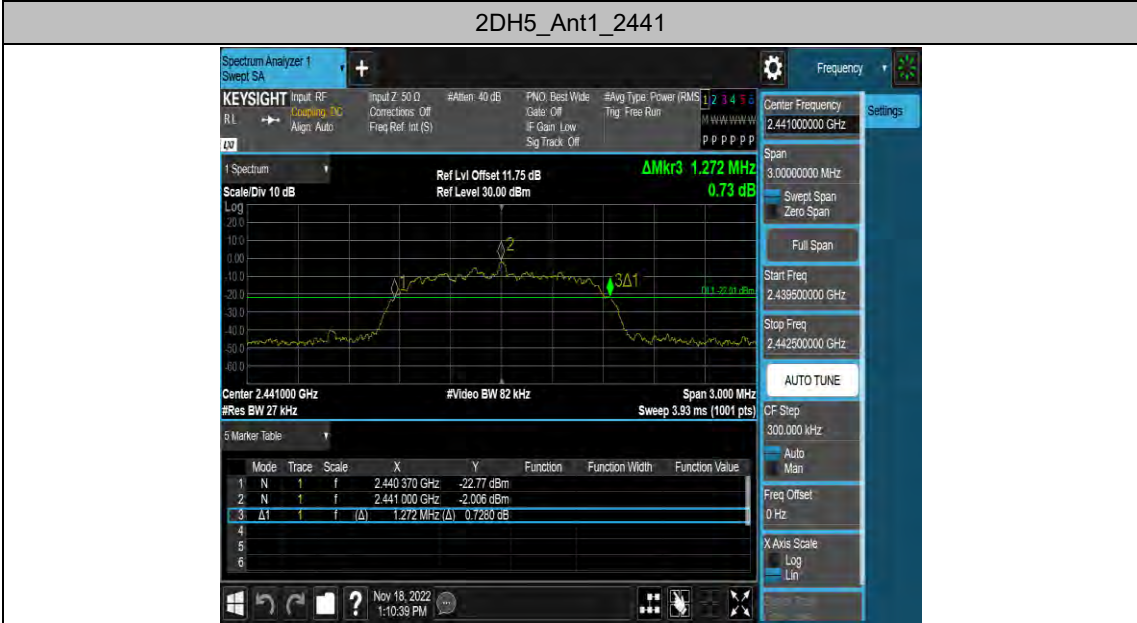 2DH5_Ant1_2441
Spectrum Analyzer 1
Swept SA
Frequency
KEYSIGHT
RL
LXI
Input: RF
Coupling: DC
Align: Auto
Input Z: 50 Ω
Corrections: Off
Freq Ref: Int (S)
#Atten: 40 dB
PNO: Best Wide
Gate: Off
IF Gain: Low
Sig Track: Off
#Avg Type: Power (RMS
Trig: Free Run
1 2 3 4 5 6
M W W W W W
P P P P P P
1 Spectrum
Scale/Div 10 dB
Log
Ref Lvl Offset 11.75 dB
Ref Level 30.00 dBm
ΔMkr3 1.272 MHz
0.73 dB
20.0
10.0
0.00
-10.0
-20.0
-30.0
-40.0
-50.0
-60.0
1
2
3Δ1
DL1 -22.01 dBm
Center 2.441000 GHz
#Res BW 27 kHz
#Video BW 82 kHz
Span 3.000 MHz
Sweep 3.93 ms (1001 pts)
5 Marker Table
Mode Trace Scale X Y Function Function Width Function Value
1 N 1 f 2.440 370 GHz -22.77 dBm
2 N 1 f 2.441 000 GHz -2.006 dBm
3 Δ1 1 f (Δ) 1.272 MHz (Δ) 0.7280 dB
4
5
6
Center Frequency
2.441000000 GHz
Settings
Span
3.00000000 MHz
Swept Span
Zero Span
Full Span
Start Freq
2.439500000 GHz
Stop Freq
2.442500000 GHz
AUTO TUNE
CF Step
300.000 kHz
Auto
Man
Freq Offset
0 Hz
X Axis Scale
Log
Lin
Nov 18, 2022
1:10:39 PM